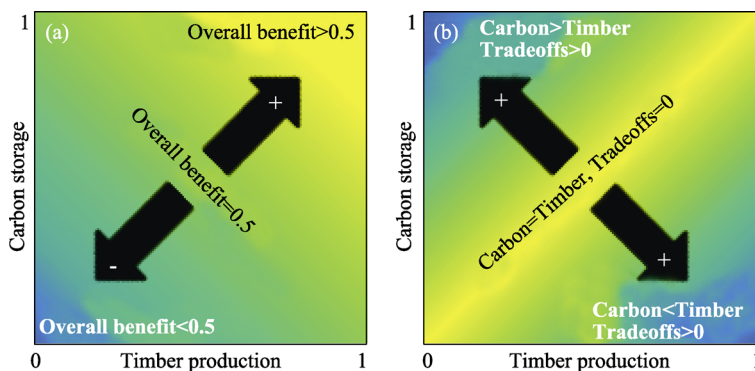 1
(a)
Overall benefit>0.5
+
Overall benefit=0.5
-
Overall benefit<0.5
Carbon storage
0
Timber production
1
1
(b)
Carbon>Timber
Tradeoffs>0
+
Carbon=Timber, Tradeoffs=0
+
Carbon<Timber
Tradeoffs>0
Carbon storage
0
Timber production
1